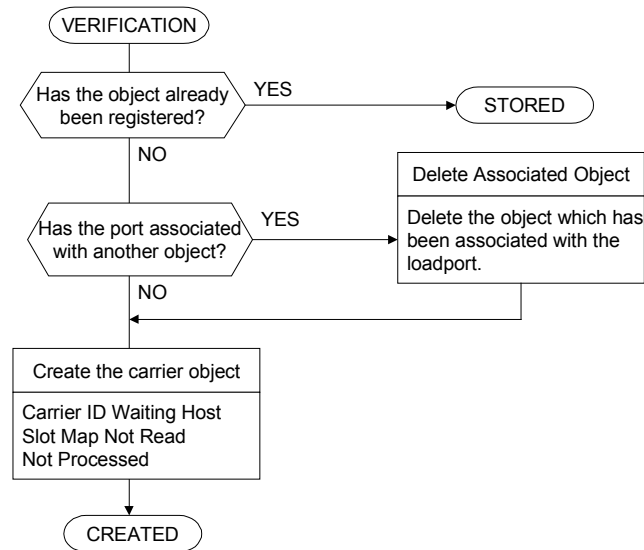 VERIFICATION
Has the object already
been registered?
YES
STORED
NO
Has the port associated
with another object?
YES
Delete Associated Object
Delete the object which has
been associated with the
loadport.
NO
Create the carrier object
Carrier ID Waiting Host
Slot Map Not Read
Not Processed
CREATED